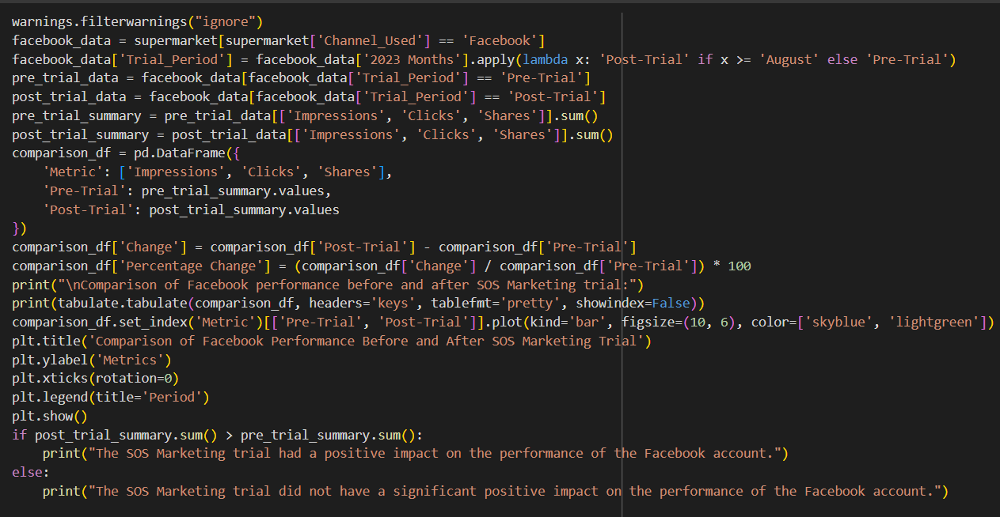 warnings.filterwarnings("ignore")
facebook_data = supermarket[supermarket['Channel_Used'] == 'Facebook']
facebook_data['Trial_Period'] = facebook_data['2023 Months'].apply(lambda x: 'Post-Trial' if x >= 'August' else 'Pre-Trial')
pre_trial_data = facebook_data[facebook_data['Trial_Period'] == 'Pre-Trial']
post_trial_data = facebook_data[facebook_data['Trial_Period'] == 'Post-Trial']
pre_trial_summary = pre_trial_data[['Impressions', 'Clicks', 'Shares']].sum()
post_trial_summary = post_trial_data[['Impressions', 'Clicks', 'Shares']].sum()
comparison_df = pd.DataFrame({
    'Metric': ['Impressions', 'Clicks', 'Shares'],
    'Pre-Trial': pre_trial_summary.values,
    'Post-Trial': post_trial_summary.values
})
comparison_df['Change'] = comparison_df['Post-Trial'] - comparison_df['Pre-Trial']
comparison_df['Percentage Change'] = (comparison_df['Change'] / comparison_df['Pre-Trial']) * 100
print("\nComparison of Facebook performance before and after SOS Marketing trial:")
print(tabulate.tabulate(comparison_df, headers='keys', tablefmt='pretty', showindex=False))
comparison_df.set_index('Metric')[['Pre-Trial', 'Post-Trial']].plot(kind='bar', figsize=(10, 6), color=['skyblue', 'lightgreen'])
plt.title('Comparison of Facebook Performance Before and After SOS Marketing Trial')
plt.ylabel('Metrics')
plt.xticks(rotation=0)
plt.legend(title='Period')
plt.show()
if post_trial_summary.sum() > pre_trial_summary.sum():
    print("The SOS Marketing trial had a positive impact on the performance of the Facebook account.")
else:
    print("The SOS Marketing trial did not have a significant positive impact on the performance of the Facebook account.")